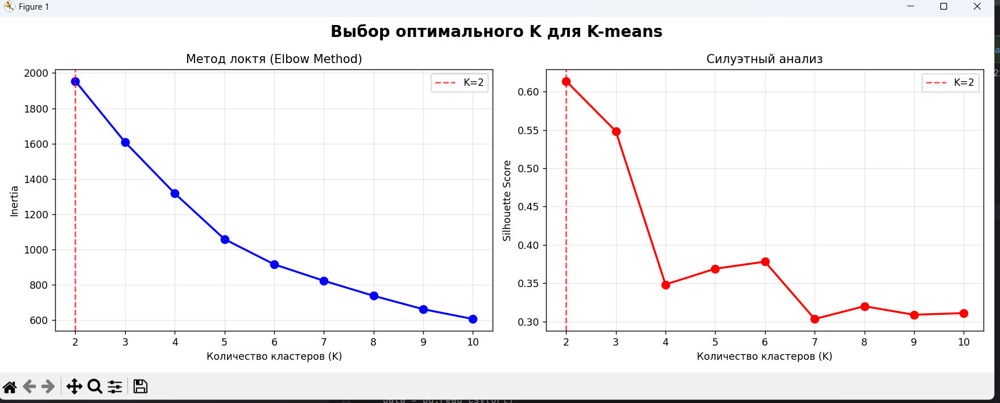 Figure 1
Выбор оптимального K для K-means
Метод локтя (Elbow Method)
K=2
Inertia
2000
1800
1600
1400
1200
1000
800
600
2 3 4 5 6 7 8 9 10
Количество кластеров (K)
Силуэтный анализ
K=2
Silhouette Score
0.60
0.55
0.50
0.45
0.40
0.35
0.30
2 3 4 5 6 7 8 9 10
Количество кластеров (K)